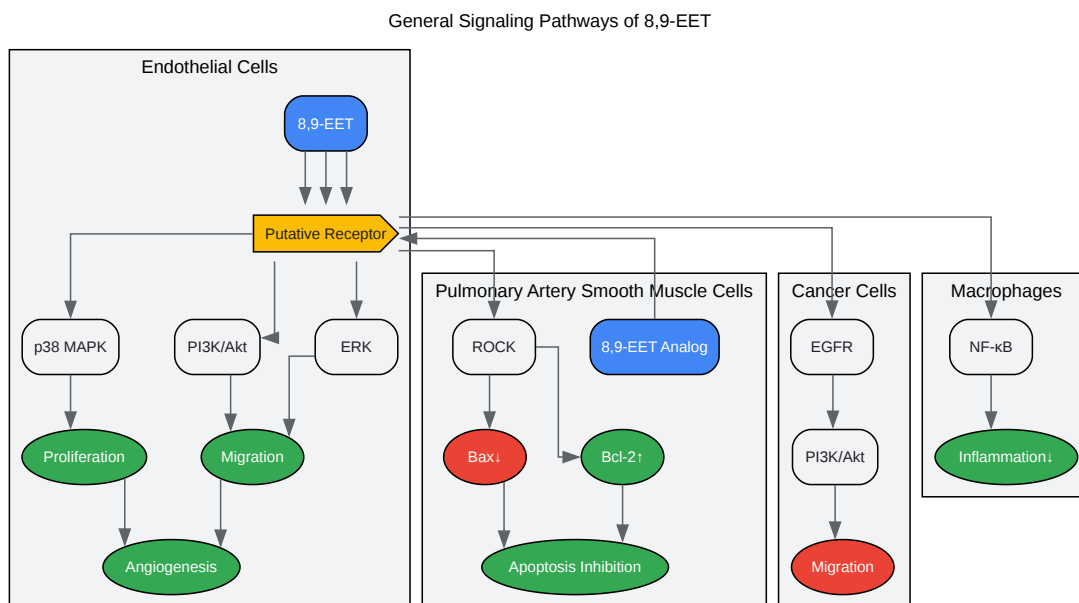 General Signaling Pathways of 8,9-EET
Endothelial Cells
8,9-EET
Putative Receptor
p38 MAPK
PI3K/Akt
ERK
Proliferation
Migration
Angiogenesis
Pulmonary Artery Smooth Muscle Cells
ROCK
8,9-EET Analog
Bax↓
Bcl-2↑
Apoptosis Inhibition
Cancer Cells
EGFR
PI3K/Akt
Migration
Macrophages
NF-κB
Inflammation↓